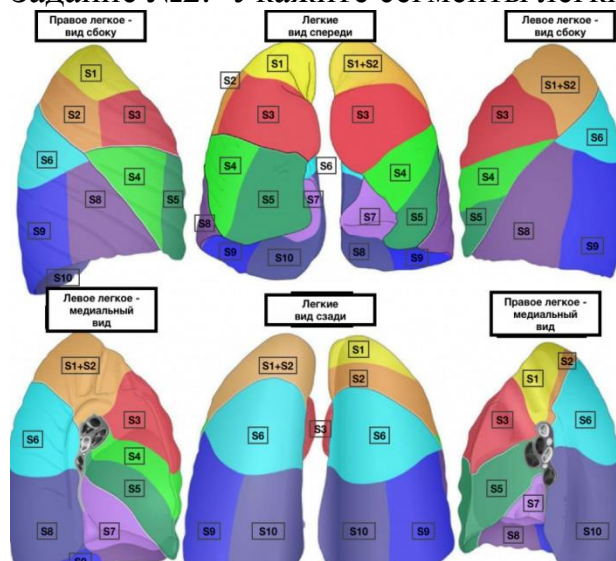 Задание №2. Укажите сегменты легки
Правое легкое -
вид сбоку
Легкие
вид спереди
Левое легкое -
вид сбоку
S1
S2
S3
S6
S4
S5
S8
S9
S10
S1
S1+S2
S2
S3
S3
S6
S4
S4
S5
S7
S7
S5
S8
S9
S10
S8
S9
S1+S2
S3
S6
S4
S5
S8
S9
Левое легкое -
медиальный
вид
Легкие
вид сзади
Правое легкое -
медиальный
вид
S1+S2
S3
S6
S4
S5
S7
S8
S9
S1+S2
S1
S2
S3
S6
S6
S9
S10
S10
S9
S2
S1
S3
S6
S5
S7
S8
S10